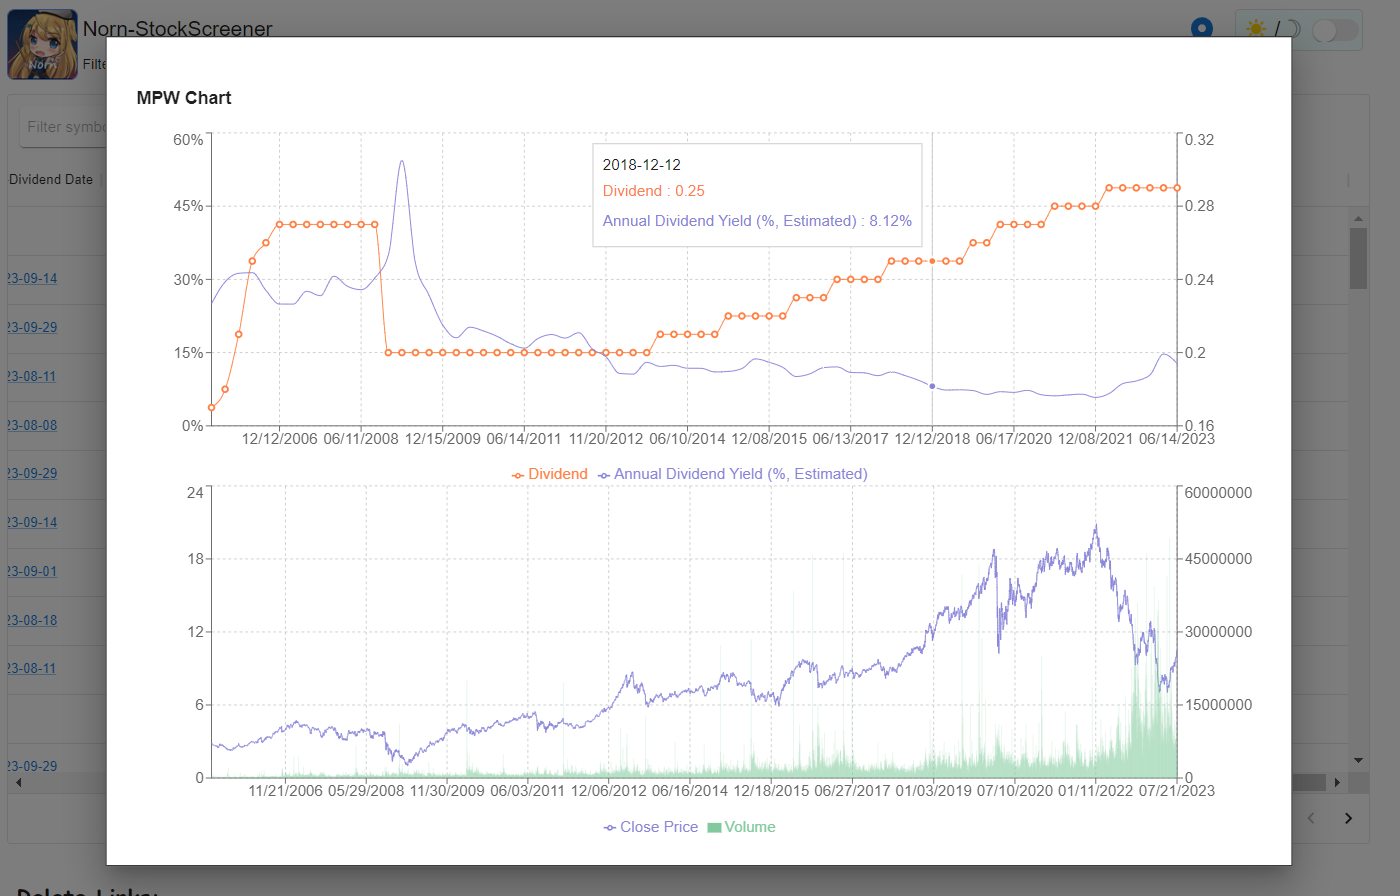 Norn-StockScreener
Norn
Filte
Filter symbo
Dividend Date
23-09-14
23-09-29
23-08-11
23-08-08
23-09-29
23-09-14
23-09-01
23-08-18
23-08-11
23-09-29
MPW Chart
60%
45%
30%
15%
0%
0.32
0.28
0.24
0.2
0.16
2018-12-12
Dividend : 0.25
Annual Dividend Yield (%, Estimated) : 8.12%
12/12/2006 06/11/2008 12/15/2009 06/14/2011 11/20/2012 06/10/2014 12/08/2015 06/13/2017 12/12/2018 06/17/2020 12/08/2021 06/14/2023
Dividend Annual Dividend Yield (%, Estimated)
24
18
12
6
0
60000000
45000000
30000000
15000000
0
11/21/2006 05/29/2008 11/30/2009 06/03/2011 12/06/2012 06/16/2014 12/18/2015 06/27/2017 01/03/2019 07/10/2020 01/11/2022 07/21/2023
Close Price Volume